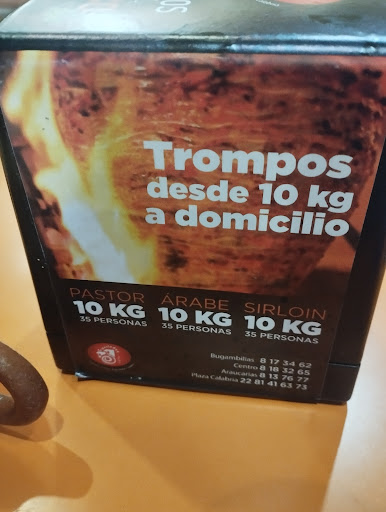 Trompos
desde 10 kg
a domicilio
PASTOR
10 KG
35 PERSONAS
ÁRABE
10 KG
35 PERSONAS
SIRLOIN
10 KG
35 PERSONAS
Bugambilias 8 17 34 62
Centro 8 18 32 65
Araucarias 8 13 76 77
Plaza Calabria 22 81 41 63 73